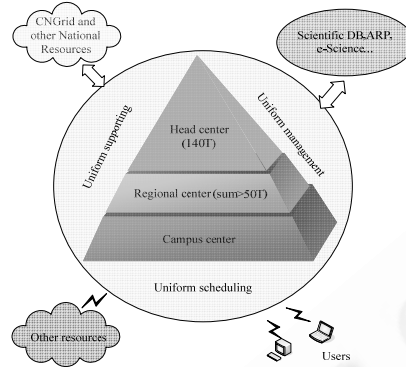 CNGrid and
other National
Resources
Scientific DB,ARP,
e-Science...
Uniform supporting
Uniform management
Head center
(140T)
Regional center (sum>50T)
Campus center
Uniform scheduling
Other resources
Users